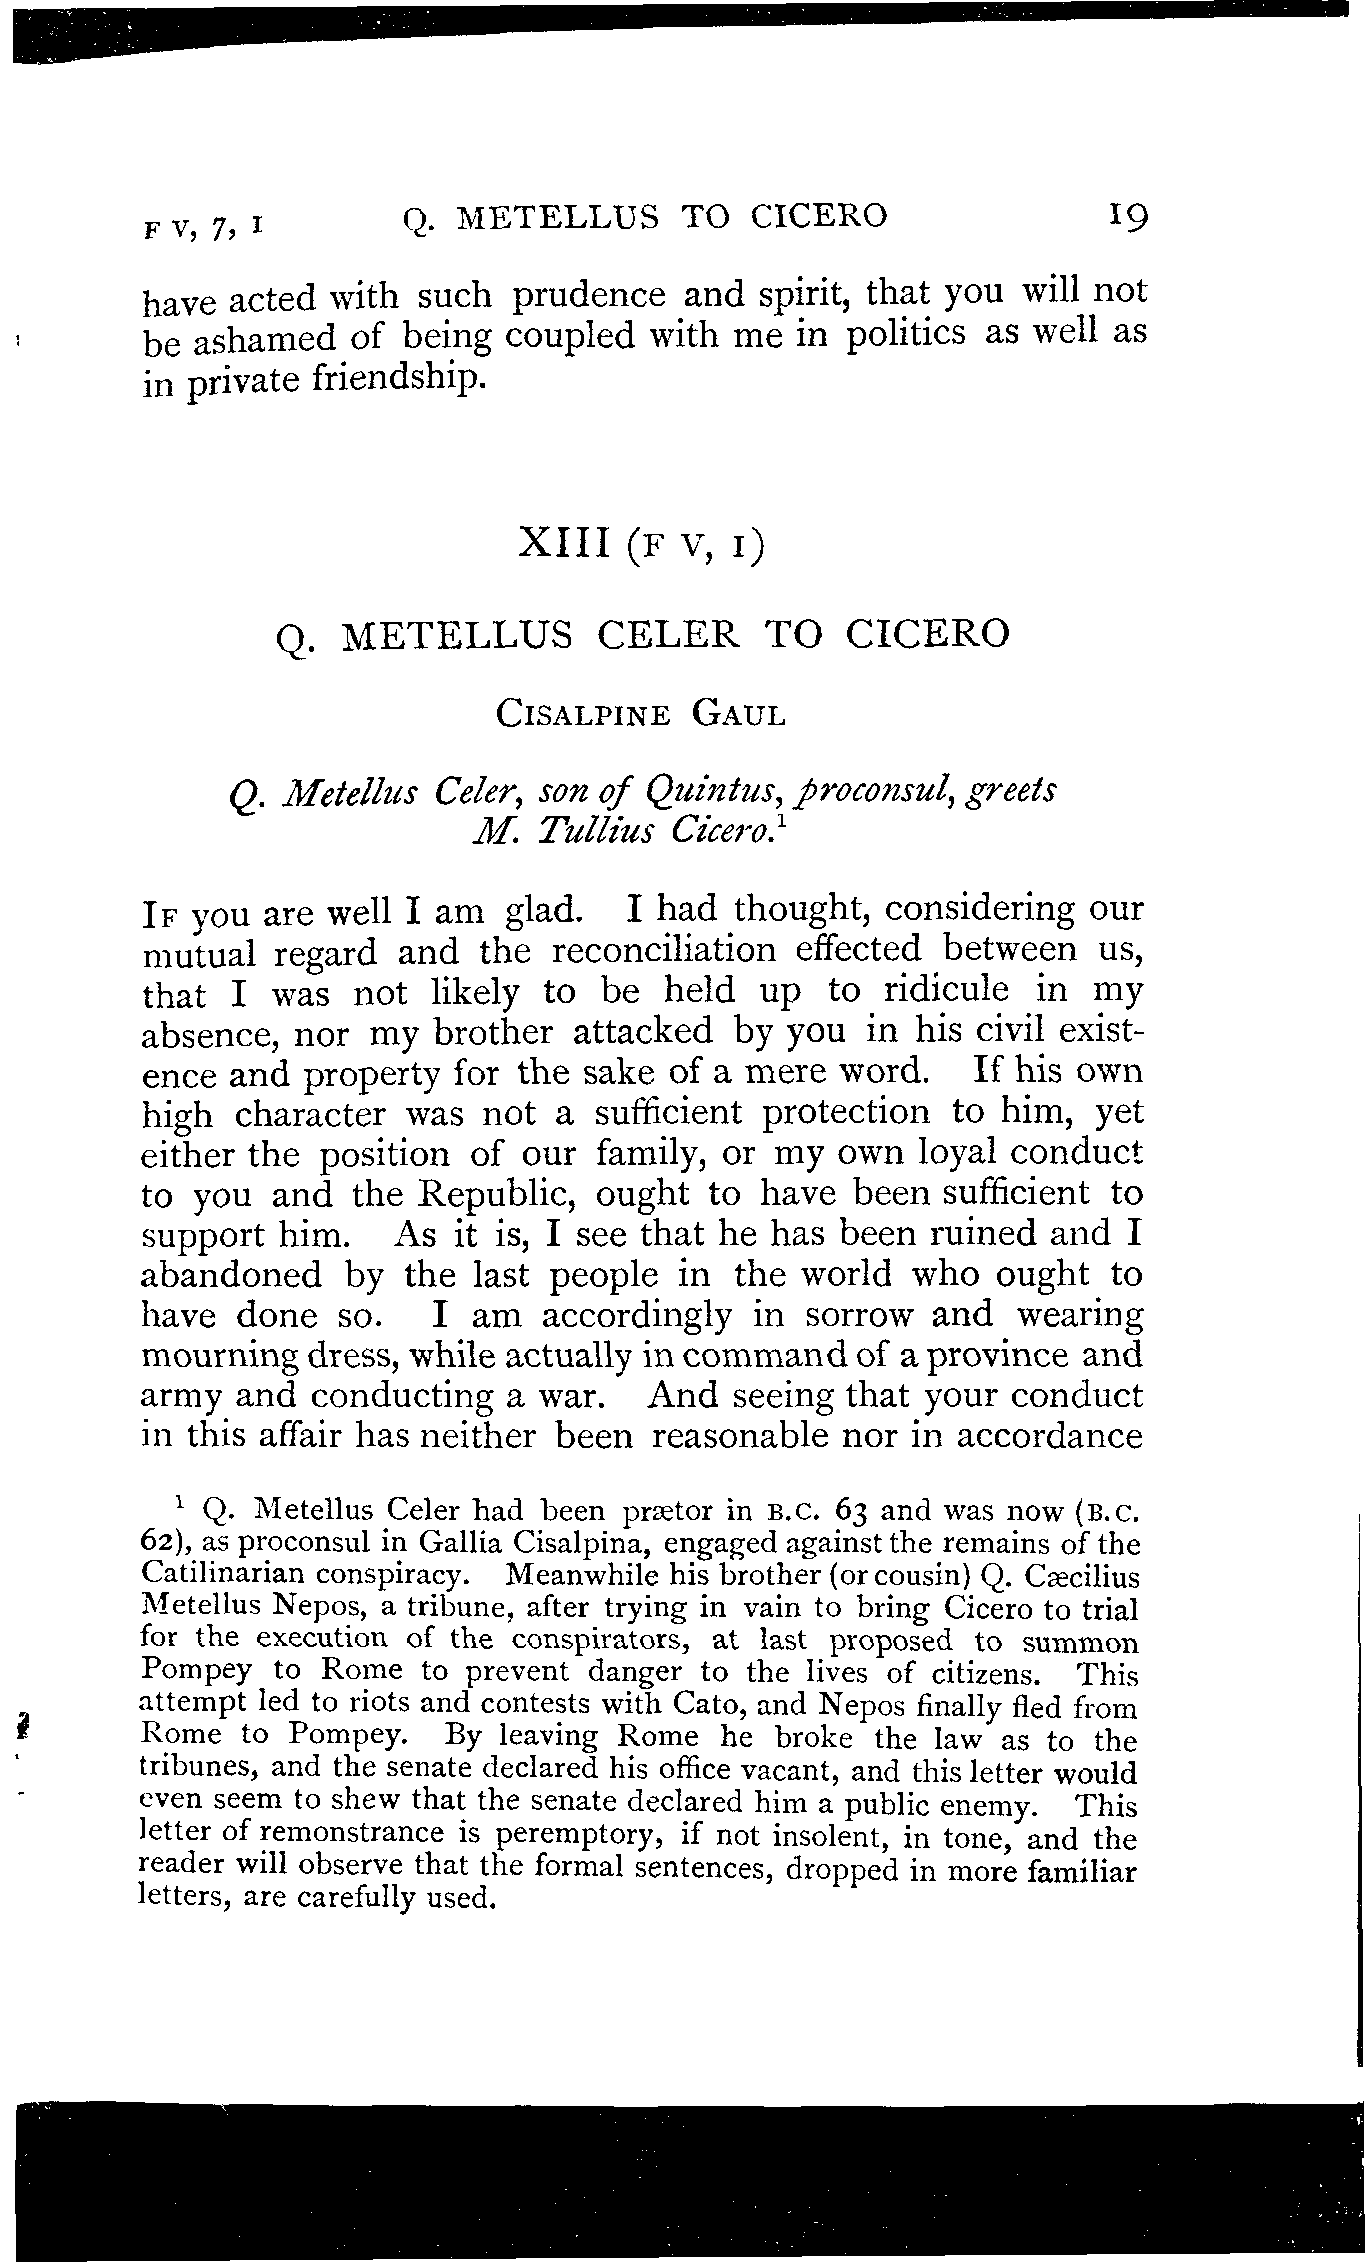 F V, 7, I Q. METELLUS TO CICERO 19
have acted with such prudence and spirit, that you will not
be ashamed of being coupled with me in politics as well as
in private friendship.
XIII (F V, I)
Q. METELLUS CELER TO CICERO
CISALPINE GAUL
Q. Metellus Celer, son of Quintus, proconsul, greets
M. Tullius Cicero.¹
IF you are well I am glad. I had thought, considering our
mutual regard and the reconciliation effected between us,
that I was not likely to be held up to ridicule in my
absence, nor my brother attacked by you in his civil exist-
ence and property for the sake of a mere word. If his own
high character was not a sufficient protection to him, yet
either the position of our family, or my own loyal conduct
to you and the Republic, ought to have been sufficient to
support him. As it is, I see that he has been ruined and I
abandoned by the last people in the world who ought to
have done so. I am accordingly in sorrow and wearing
mourning dress, while actually in command of a province and
army and conducting a war. And seeing that your conduct
in this affair has neither been reasonable nor in accordance
¹ Q. Metellus Celer had been prætor in B.C. 63 and was now (B.C.
62), as proconsul in Gallia Cisalpina, engaged against the remains of the
Catilinarian conspiracy. Meanwhile his brother (or cousin) Q. Cæcilius
Metellus Nepos, a tribune, after trying in vain to bring Cicero to trial
for the execution of the conspirators, at last proposed to summon
Pompey to Rome to prevent danger to the lives of citizens. This
attempt led to riots and contests with Cato, and Nepos finally fled from
Rome to Pompey. By leaving Rome he broke the law as to the
tribunes, and the senate declared his office vacant, and this letter would
even seem to shew that the senate declared him a public enemy. This
letter of remonstrance is peremptory, if not insolent, in tone, and the
reader will observe that the formal sentences, dropped in more familiar
letters, are carefully used.